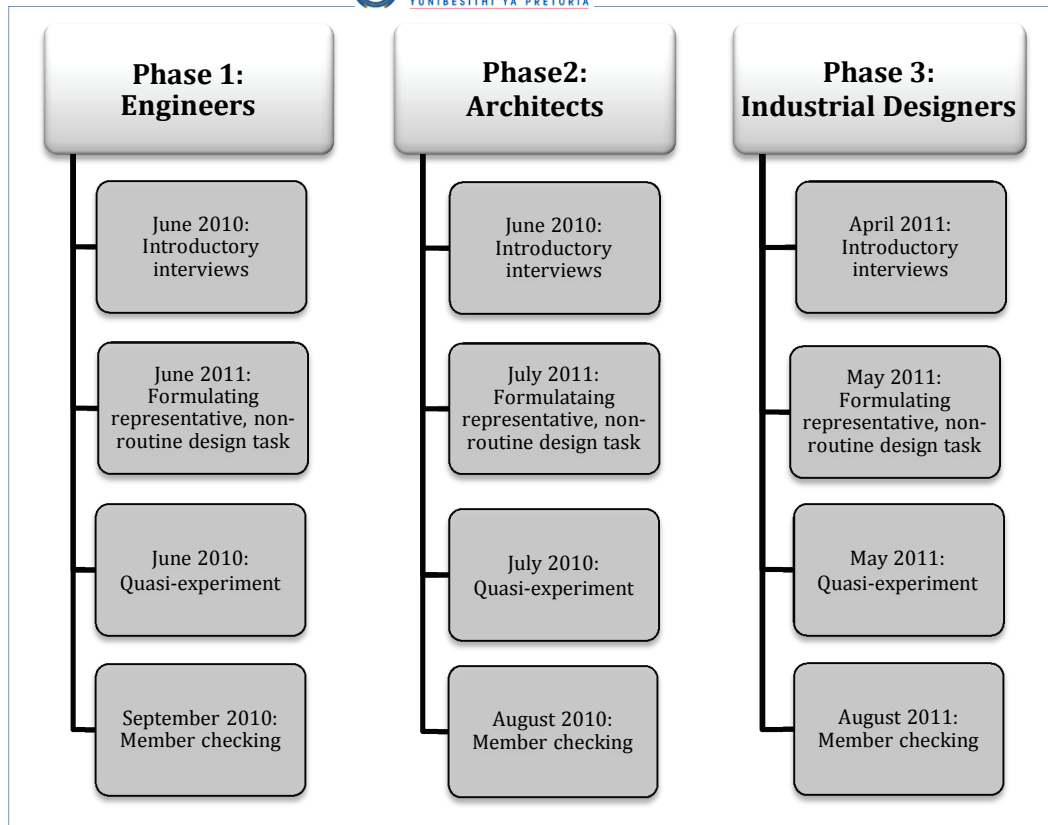 YUNIBESITHI YA PRETORIA
Phase 1:
Engineers
June 2010:
Introductory
interviews
June 2011:
Formulating
representative, non-
routine design task
June 2010:
Quasi-experiment
September 2010:
Member checking
Phase2:
Architects
June 2010:
Introductory
interviews
July 2011:
Formulataing
representative, non-
routine design task
July 2010:
Quasi-experiment
August 2010:
Member checking
Phase 3:
Industrial Designers
April 2011:
Introductory
interviews
May 2011:
Formulating
representative, non-
routine design task
May 2011:
Quasi-experiment
August 2011:
Member checking